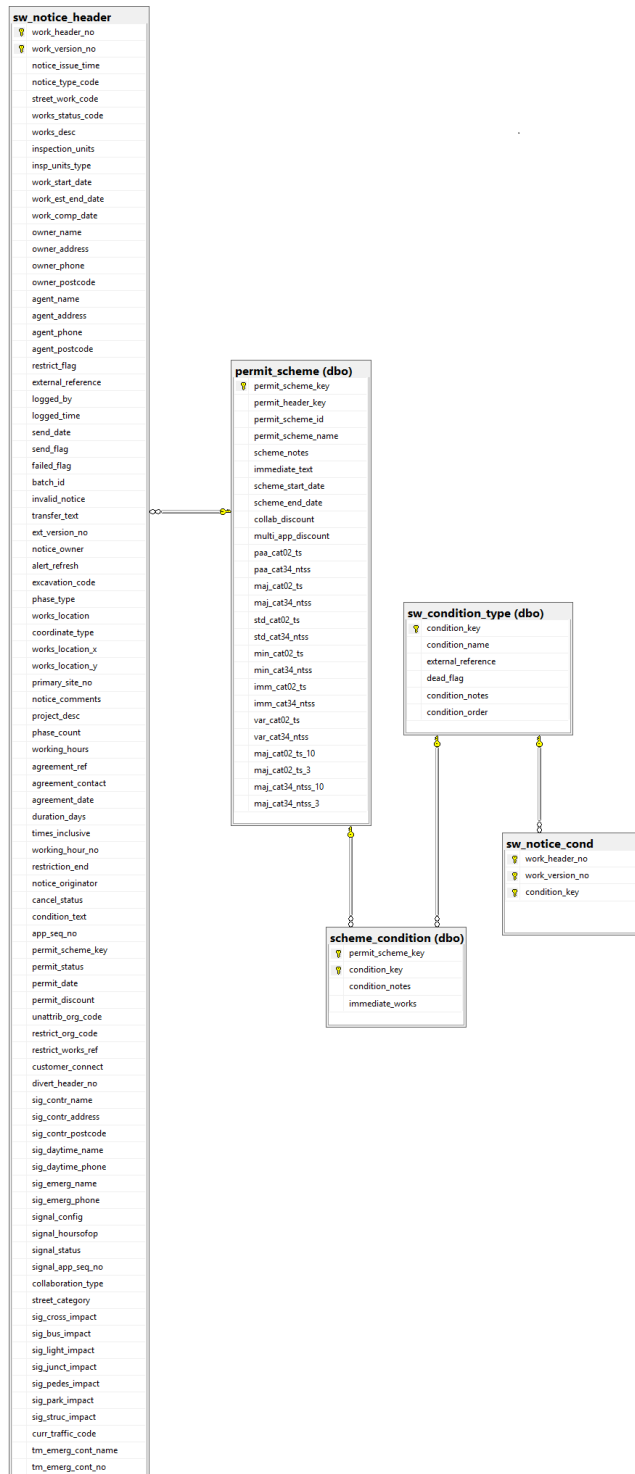 sw_notice_header
work_header_no
work_version_no
notice_issue_time
notice_type_code
street_work_code
works_status_code
works_desc
inspection_units
insp_units_type
work_start_date
work_est_end_date
work_comp_date
owner_name
owner_address
owner_phone
owner_postcode
agent_name
agent_address
agent_phone
agent_postcode
restrict_flag
external_reference
logged_by
logged_time
send_date
send_flag
failed_flag
batch_id
invalid_notice
transfer_text
ext_version_no
notice_owner
alert_refresh
excavation_code
phase_type
works_location
coordinate_type
works_location_x
works_location_y
primary_site_no
notice_comments
project_desc
phase_count
working_hours
agreement_ref
agreement_contact
agreement_date
duration_days
times_inclusive
working_hour_no
restriction_end
notice_originator
cancel_status
condition_text
app_seq_no
permit_scheme_key
permit_status
permit_date
permit_discount
unattrib_org_code
restrict_org_code
restrict_works_ref
customer_connect
divert_header_no
sig_contr_name
sig_contr_address
sig_contr_postcode
sig_daytime_name
sig_daytime_phone
sig_emerg_name
sig_emerg_phone
signal_config
signal_hoursofop
signal_status
signal_app_seq_no
collaboration_type
street_category
sig_cross_impact
sig_bus_impact
sig_light_impact
sig_junct_impact
sig_pedes_impact
sig_park_impact
sig_struc_impact
curr_traffic_code
tm_emerg_cont_name
tm_emerg_cont_no
permit_scheme (dbo)
permit_scheme_key
permit_header_key
permit_scheme_id
permit_scheme_name
scheme_notes
immediate_text
scheme_start_date
scheme_end_date
collab_discount
multi_app_discount
paa_cat02_ts
paa_cat34_ntss
maj_cat02_ts
maj_cat34_ntss
std_cat02_ts
std_cat34_ntss
min_cat02_ts
min_cat34_ntss
imm_cat02_ts
imm_cat34_ntss
var_cat02_ts
var_cat34_ntss
maj_cat02_ts_10
maj_cat02_ts_3
maj_cat34_ntss_10
maj_cat34_ntss_3
sw_condition_type (dbo)
condition_key
condition_name
external_reference
dead_flag
condition_notes
condition_order
sw_notice_cond
work_header_no
work_version_no
condition_key
scheme_condition (dbo)
permit_scheme_key
condition_key
condition_notes
immediate_works